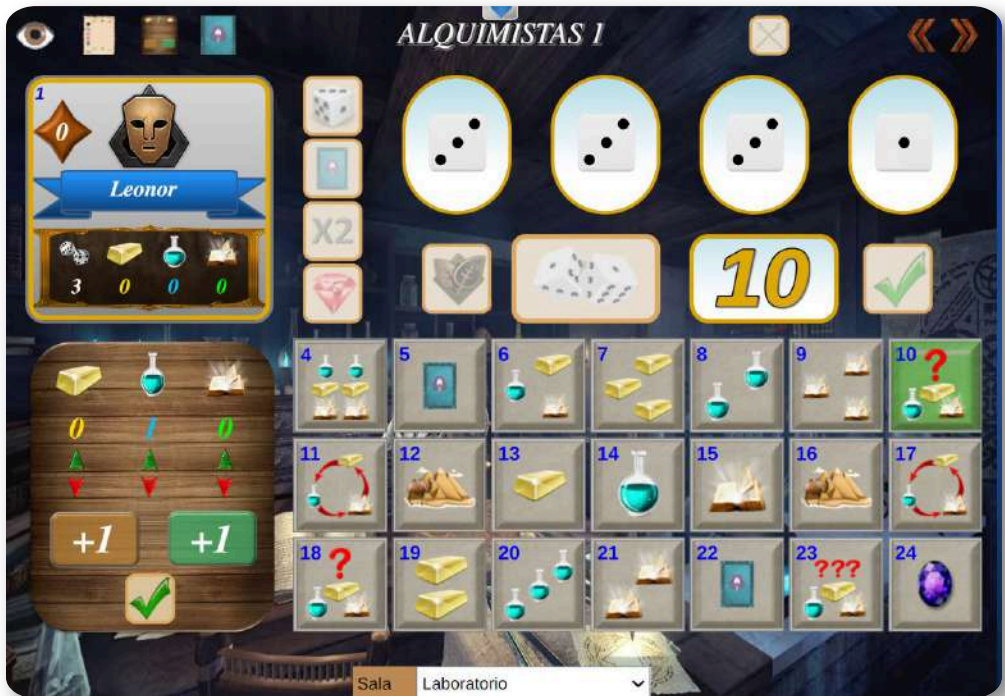 ALQUIMISTAS 1
1
0
Leonor
3 0 0 0
X2
10
0 1 0
+1 +1
4 5 6 7 8 9 10 ?
11 12 13 14 15 16 17
18 ? 19 20 21 22 23 ??? 24
Sala Laboratorio